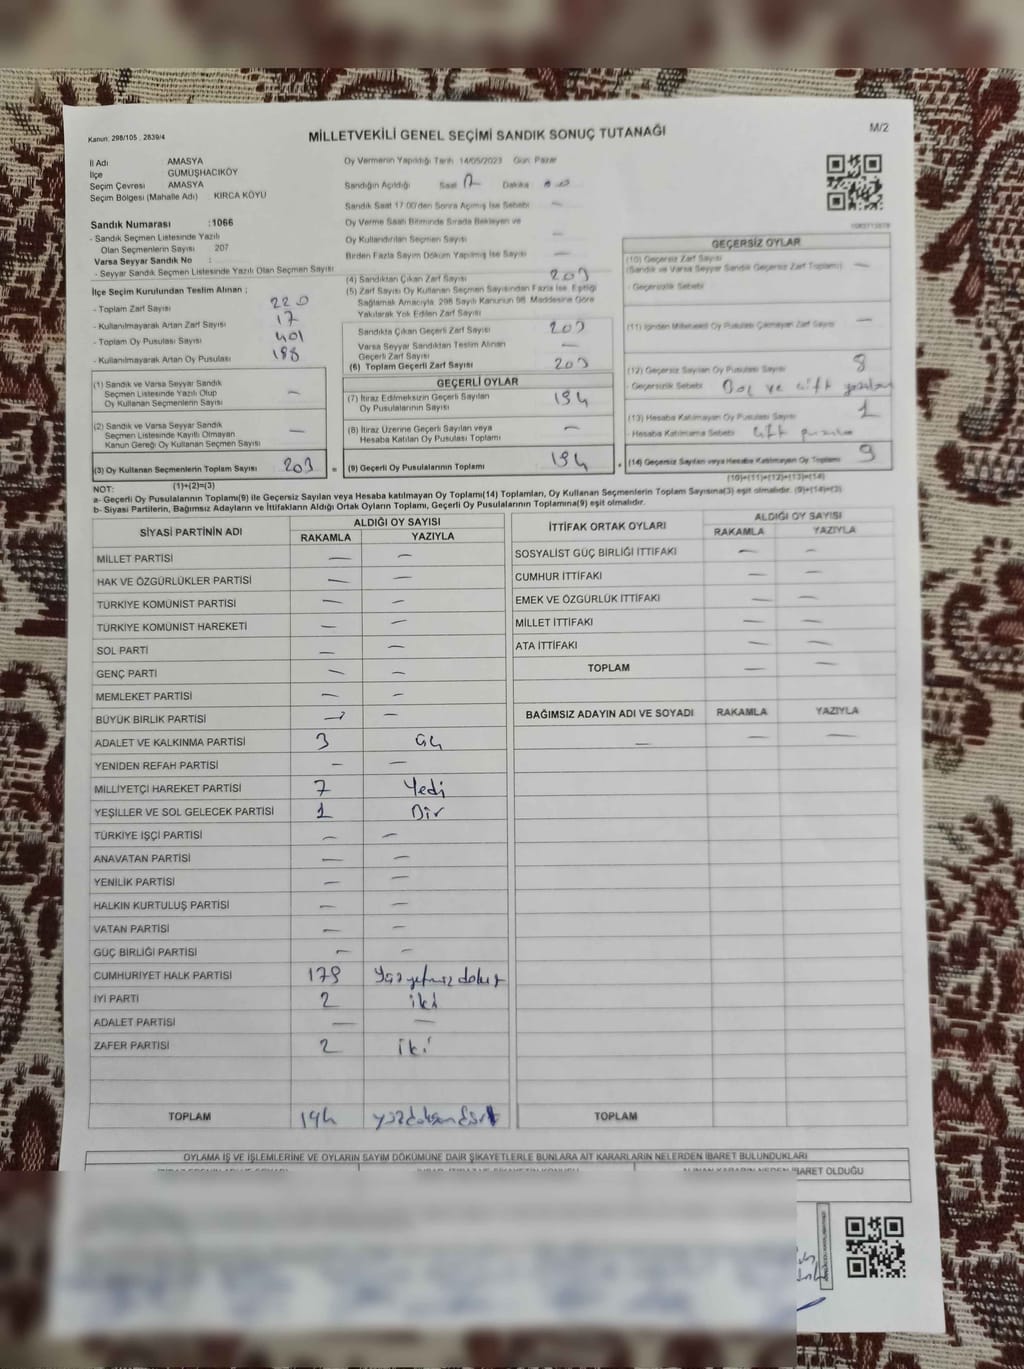 Kanun: 298/105 , 2839/4
MİLLETVEKİLİ GENEL SEÇİMİ SANDIK SONUÇ TUTANAĞI
M/2
İl Adı : AMASYA
İlçe : GÜMÜŞHACIKÖY
Seçim Çevresi : AMASYA
Seçim Bölgesi (Mahalle Adı) : KIRCA KÖYÜ
Sandık Numarası : 1066
- Sandık Seçmen Listesinde Yazılı
Olan Seçmenlerin Sayısı 207
Varsa Seyyar Sandık No :
- Seyyar Sandık Seçmen Listesinde Yazılı Olan Seçmen Sayısı
İlçe Seçim Kurulundan Teslim Alınan ;
- Toplam Zarf Sayısı 220
- Kullanılmayarak Artan Zarf Sayısı 17
- Toplam Oy Pusulası Sayısı 401
- Kullanılmayarak Artan Oy Pusulası 198
(1) Sandık ve Varsa Seyyar Sandık
Seçmen Listesinde Yazılı Olup
Oy Kullanan Seçmenlerin Sayısı —
(2) Sandık ve Varsa Seyyar Sandık
Seçmen Listesinde Kayıtlı Olmayan
Kanun Gereği Oy Kullanan Seçmen Sayısı —
(3) Oy Kullanan Seçmenlerin Toplam Sayısı 203 =
(1)+(2)=(3)
Oy Vermenin Yapıldığı Tarih 14/05/2023 Gün Pazar
Sandığın Açıldığı Saat Dakika
Sandık Saat 17:00'den Sonra Açılmış İse Sebebi —
Oy Verme Saati Bitiminde Sırada Bekleyen ve
Oy Kullandırılan Seçmen Sayısı —
Birden Fazla Sayım Döküm Yapılmış İse Sayısı —
(4) Sandıktan Çıkan Zarf Sayısı 203
(5) Zarf Sayısı Oy Kullanan Seçmen Sayısından Fazla İse, Eşitliği
Sağlamak Amacıyla, 298 Sayılı Kanunun 98. Maddesine Göre
Yakılarak Yok Edilen Zarf Sayısı
Sandıkta Çıkan Geçerli Zarf Sayısı 203
Varsa Seyyar Sandıktan Teslim Alınan
Geçerli Zarf Sayısı —
(6) Toplam Geçerli Zarf Sayısı 203
GEÇERLİ OYLAR
(7) İtiraz Edilmeksizin Geçerli Sayılan
Oy Pusulalarının Sayısı 194
(8) İtiraz Üzerine Geçerli Sayılan veya
Hesaba Katılan Oy Pusulası Toplamı —
(9) Geçerli Oy Pusulalarının Toplamı 194 +
GEÇERSİZ OYLAR
(10) Geçersiz Zarf Sayısı
(Sandık ve Varsa Seyyar Sandık Geçersiz Zarf Toplamı) —
- Geçersizlik Sebebi
(11) İçinden Milletvekili Oy Pusulası Çıkmayan Zarf Sayısı —
(12) Geçersiz Sayılan Oy Pusulası Sayısı 8
- Geçersizlik Sebebi Boş ve çift
(13) Hesaba Katılmayan Oy Pusulası Sayısı 1
- Hesaba Katılmama Sebebi çift
(14) Geçersiz Sayılan veya Hesaba Katılmayan Oy Toplamı 9
(10)+(11)+(12)+(13)=(14)
NOT:
a- Geçerli Oy Pusulalarının Toplamı(9) ile Geçersiz Sayılan veya Hesaba katılmayan Oy Toplam(14) Toplamları, Oy Kullanan Seçmenlerin Toplam Sayısına(3) eşit olmalıdır. (9)+(14)=(3)
b- Siyasi Partilerin, Bağımsız Adayların ve İttifakların Aldığı Ortak Oyların Toplamı, Geçerli Oy Pusulalarının Toplamına(9) eşit olmalıdır.
SİYASİ PARTİNİN ADI ALDIĞI OY SAYISI
RAKAMLA YAZIYLA
MİLLET PARTİSİ — —
HAK VE ÖZGÜRLÜKLER PARTİSİ — —
TÜRKİYE KOMÜNİST PARTİSİ — —
TÜRKİYE KOMÜNİST HAREKETİ — —
SOL PARTİ — —
GENÇ PARTİ — —
MEMLEKET PARTİSİ — —
BÜYÜK BİRLİK PARTİSİ — —
ADALET VE KALKINMA PARTİSİ 3 üç
YENİDEN REFAH PARTİSİ — —
MİLLİYETÇİ HAREKET PARTİSİ 7 Yedi
YEŞİLLER VE SOL GELECEK PARTİSİ 1 Bir
TÜRKİYE İŞÇİ PARTİSİ — —
ANAVATAN PARTİSİ — —
YENİLİK PARTİSİ — —
HALKIN KURTULUŞ PARTİSİ — —
VATAN PARTİSİ — —
GÜÇ BİRLİĞİ PARTİSİ — —
CUMHURİYET HALK PARTİSİ 179 Yüz yetmiş dokuz
İYİ PARTİ 2 iki
ADALET PARTİSİ — —
ZAFER PARTİSİ 2 iki
TOPLAM 194 yüzdoksandört
İTTİFAK ORTAK OYLARI ALDIĞI OY SAYISI
RAKAMLA YAZIYLA
SOSYALİST GÜÇ BİRLİĞİ İTTİFAKI — —
CUMHUR İTTİFAKI — —
EMEK VE ÖZGÜRLÜK İTTİFAKI — —
MİLLET İTTİFAKI — —
ATA İTTİFAKI — —
TOPLAM — —
BAĞIMSIZ ADAYIN ADI VE SOYADI RAKAMLA YAZIYLA
— — —
TOPLAM
OYLAMA İŞ VE İŞLEMLERİNE VE OYLARIN SAYIM DÖKÜMÜNE DAİR ŞİKAYETLERLE BUNLARA AİT KARARLARIN NELERDEN İBARET BULUNDUKLARI
ALINAN KARARIN NEDEN İBARET OLDUĞU